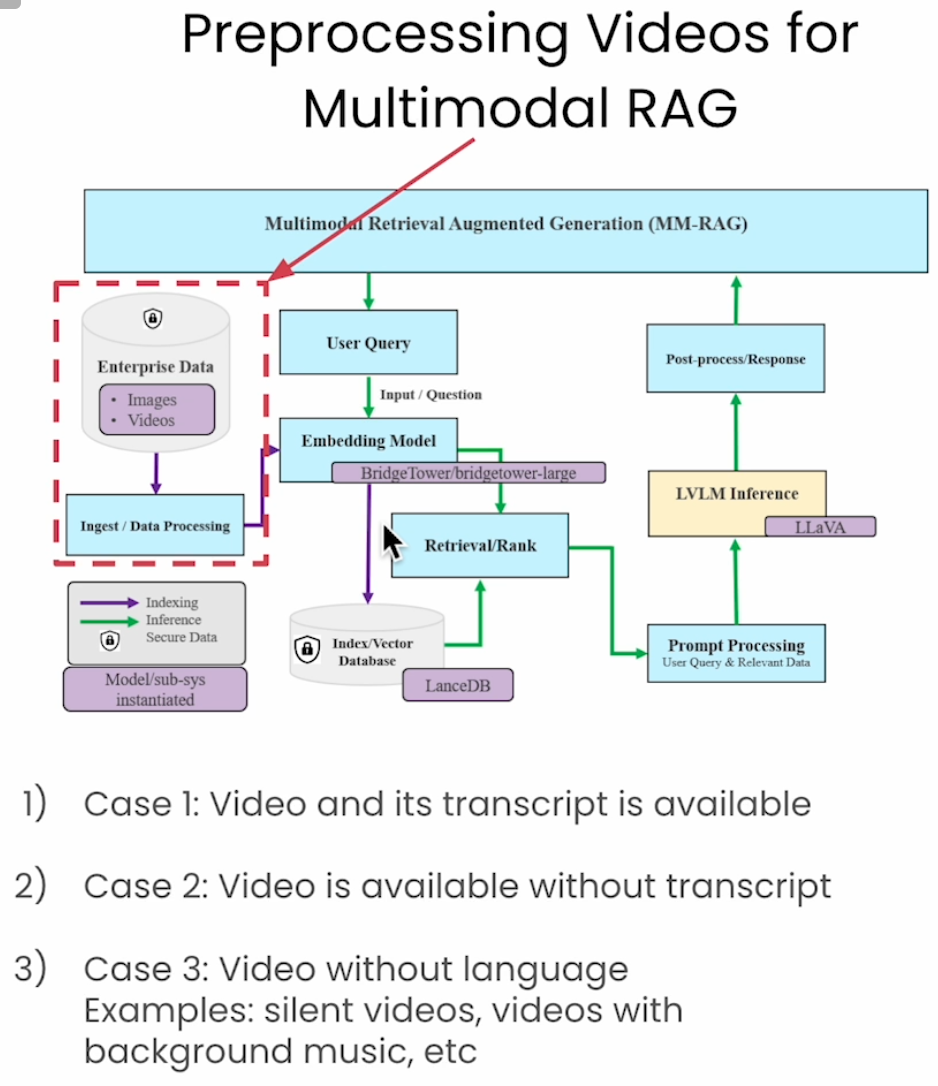 Preprocessing Videos for
Multimodal RAG
Multimodal Retrieval Augmented Generation (MM-RAG)
Enterprise Data
• Images
• Videos
Ingest / Data Processing
User Query
Input / Question
Embedding Model
BridgeTower/bridgetower-large
Retrieval/Rank
Index/Vector
Database
LanceDB
Post-process/Response
LVLM Inference
LLaVA
Prompt Processing
User Query & Relevant Data
Indexing
Inference
Secure Data
Model/sub-sys
instantiated
1) Case 1: Video and its transcript is available
2) Case 2: Video is available without transcript
3) Case 3: Video without language
Examples: silent videos, videos with
background music, etc